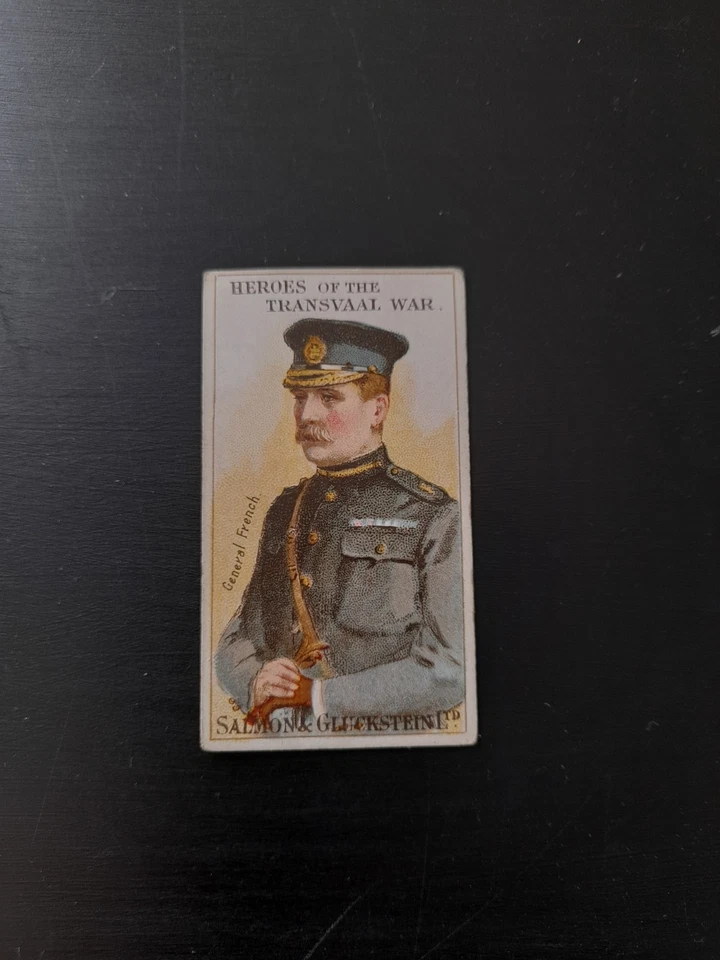 HEROES OF THE
TRANSVAAL WAR.
General French
SALMON & GLUCKSTEIN LTD